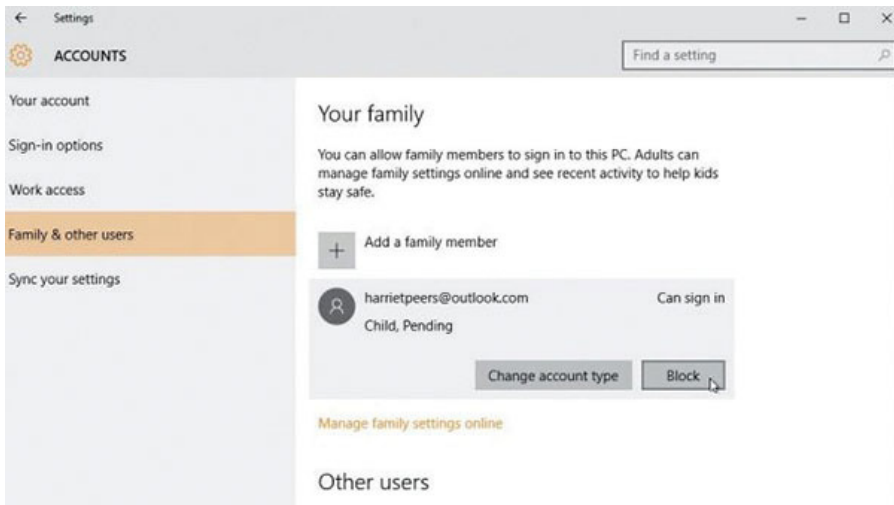 Settings
ACCOUNTS
Find a setting
Your account
Sign-in options
Work access
Family & other users
Sync your settings
Your family
You can allow family members to sign in to this PC. Adults can
manage family settings online and see recent activity to help kids
stay safe.
Add a family member
harrietpeers@outlook.com Can sign in
Child, Pending
Change account type Block
Manage family settings online
Other users